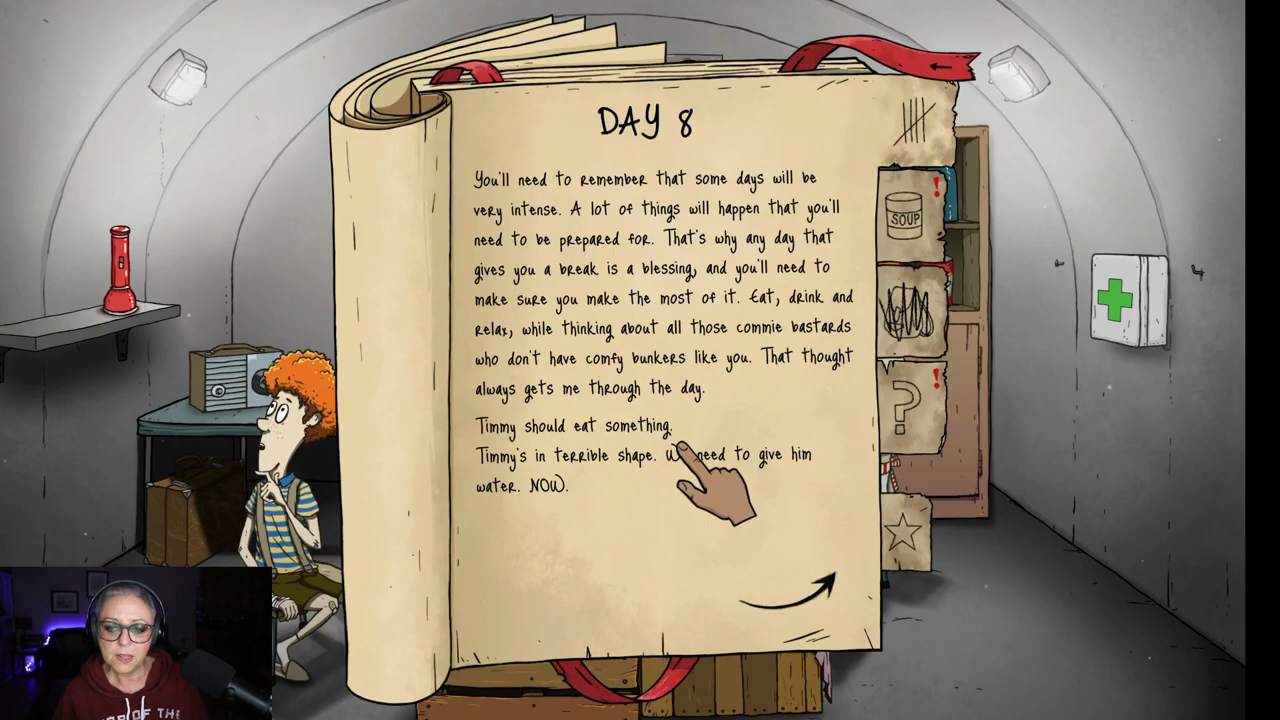 DAY 8
You'll need to remember that some days will be
very intense. A lot of things will happen that you'll
need to be prepared for. That's why any day that
gives you a break is a blessing, and you'll need to
make sure you make the most of it. Eat, drink and
relax, while thinking about all those commie bastards
who don't have comfy bunkers like you. That thought
always gets me through the day.
Timmy should eat something.
Timmy's in terrible shape. need to give him
water. NOW.
SOUP
!
!
?
OF THE